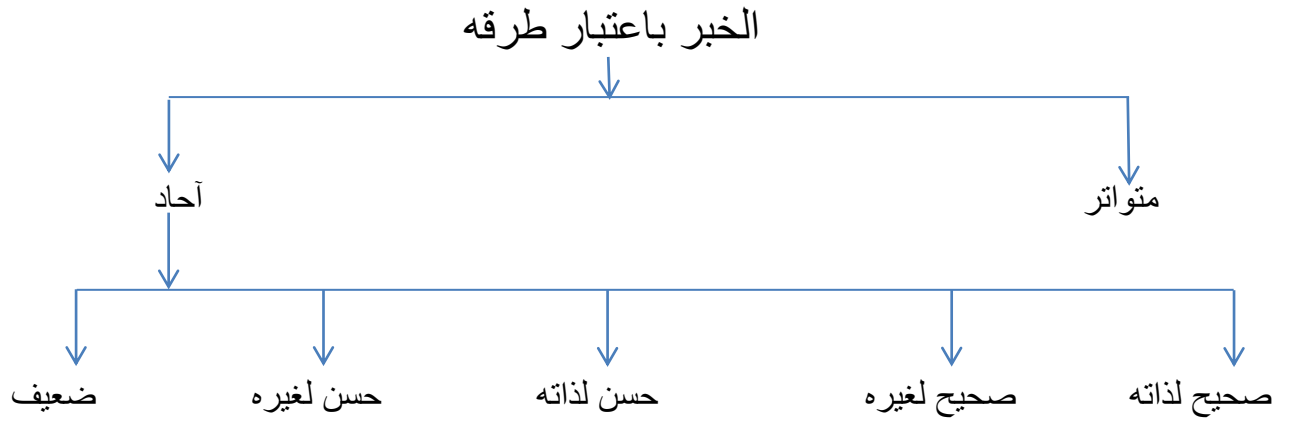 الخبر باعتبار طرقه
متواتر
آحاد
صحيح لذاته
صحيح لغيره
حسن لذاته
حسن لغيره
ضعيف